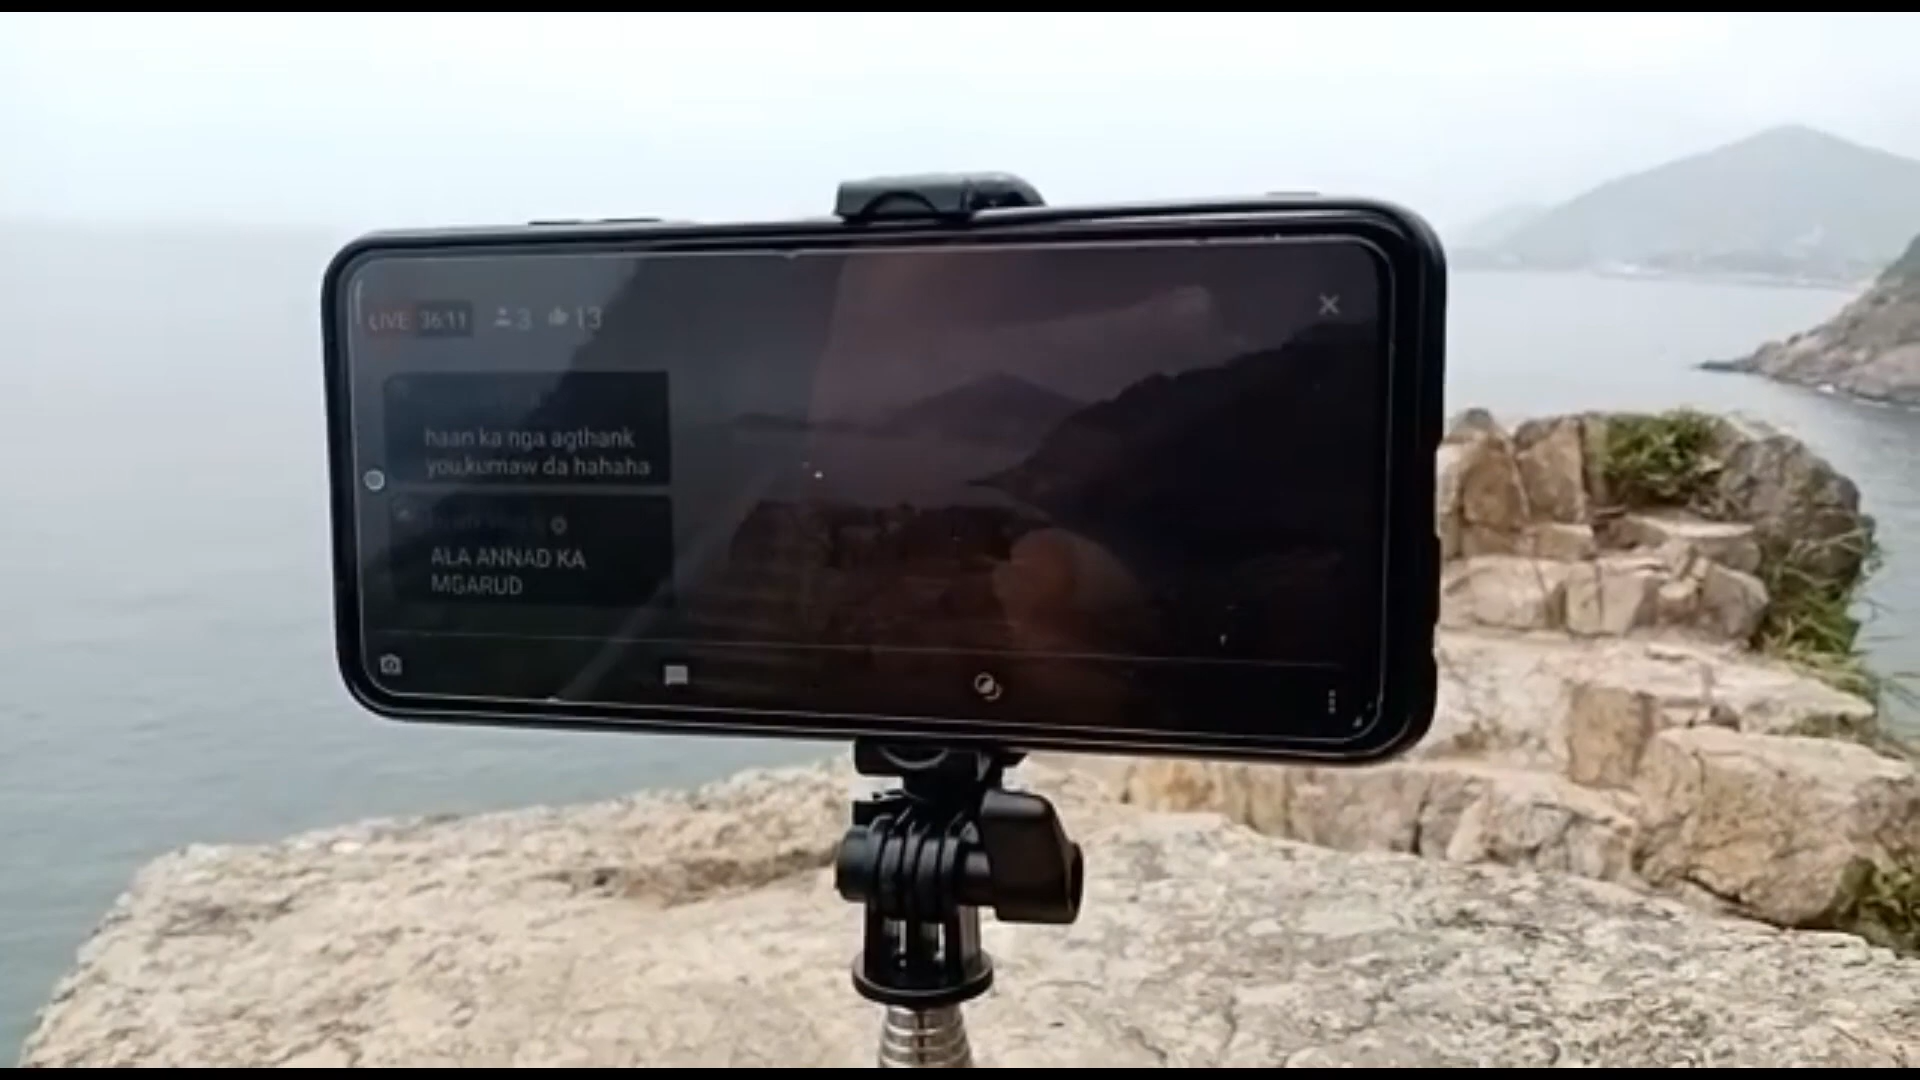 LIVE 36:11 3 13
haan ka nga agthank
you,kumaw da hahaha
ALA ANNAD KA
MGARUD